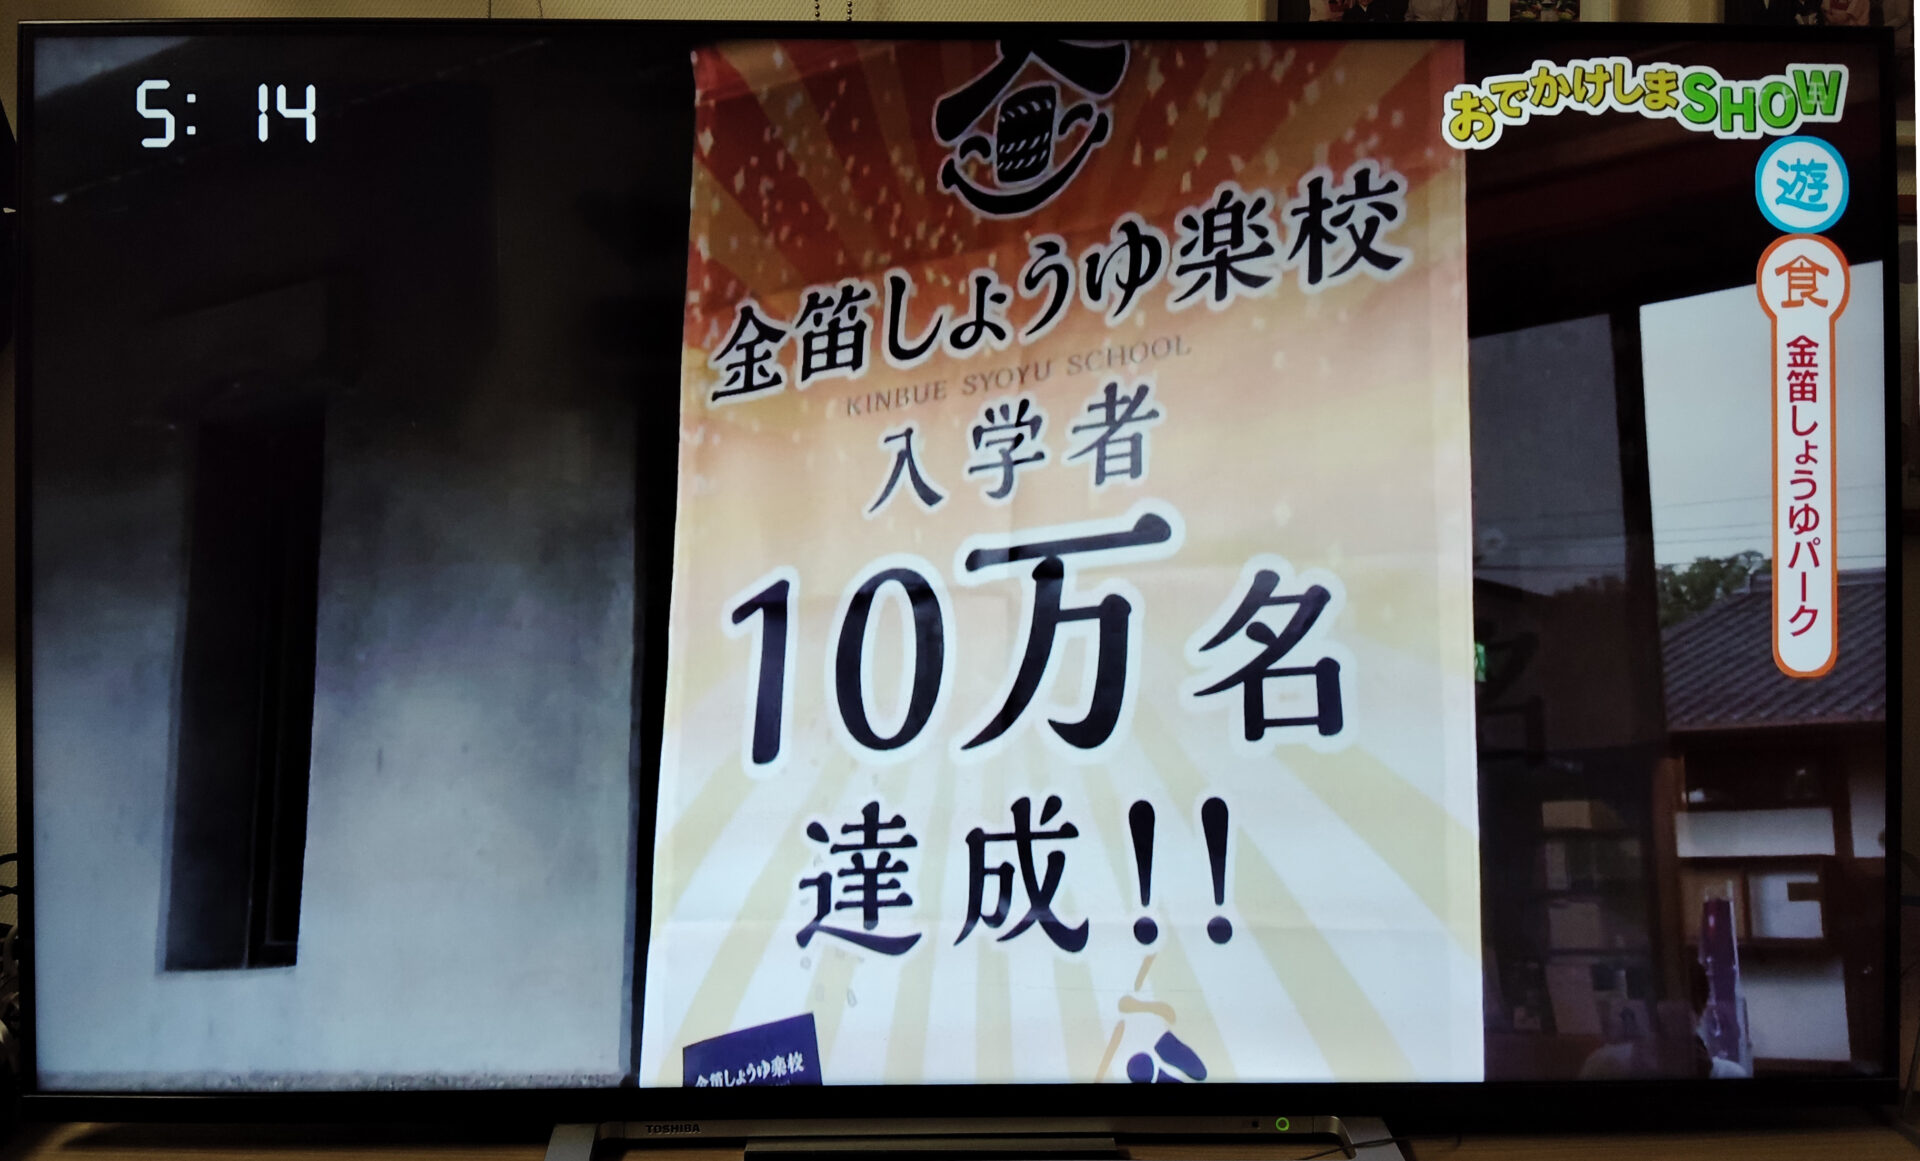 5:14
おでかけしまSHOW
遊
食
金笛しょうゆパーク
金笛しょうゆ楽校
KINBUE SYOYU SCHOOL
入学者
10万名
達成!!
金笛しょうゆ楽校
TOSHIBA